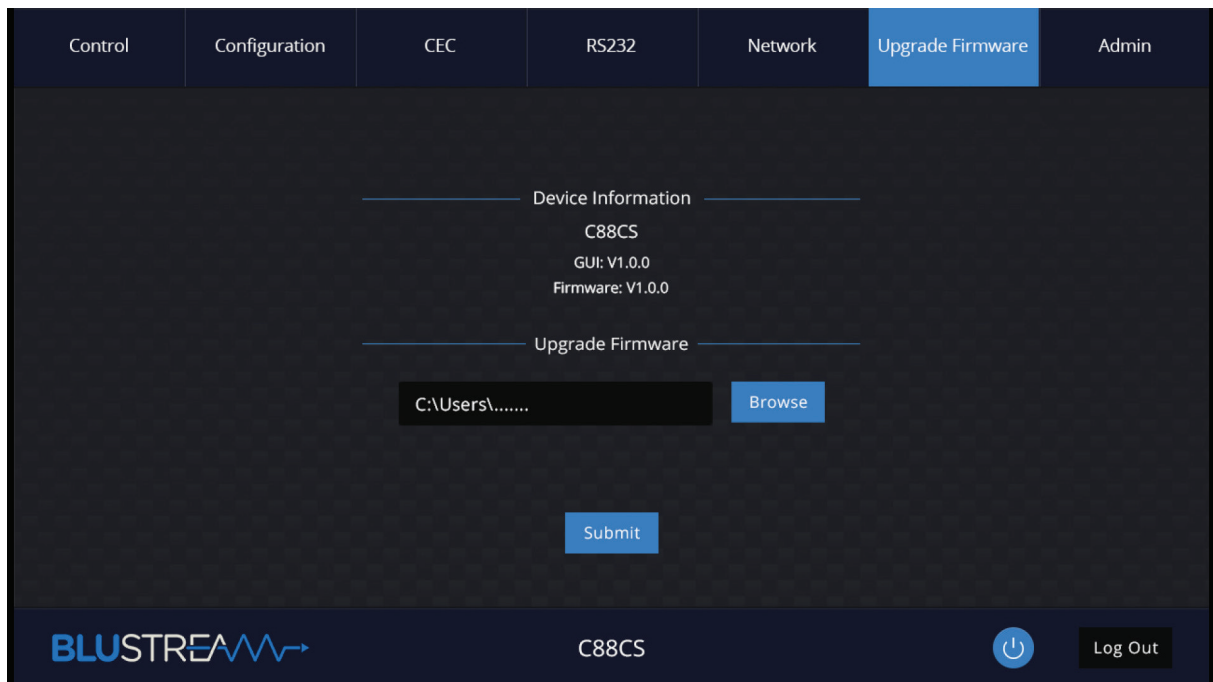 Control Configuration CEC RS232 Network Upgrade Firmware Admin
Device Information
C88CS
GUI: V1.0.0
Firmware: V1.0.0
Upgrade Firmware
C:\Users\....... Browse
Submit
BLUSTREAM C88CS Log Out